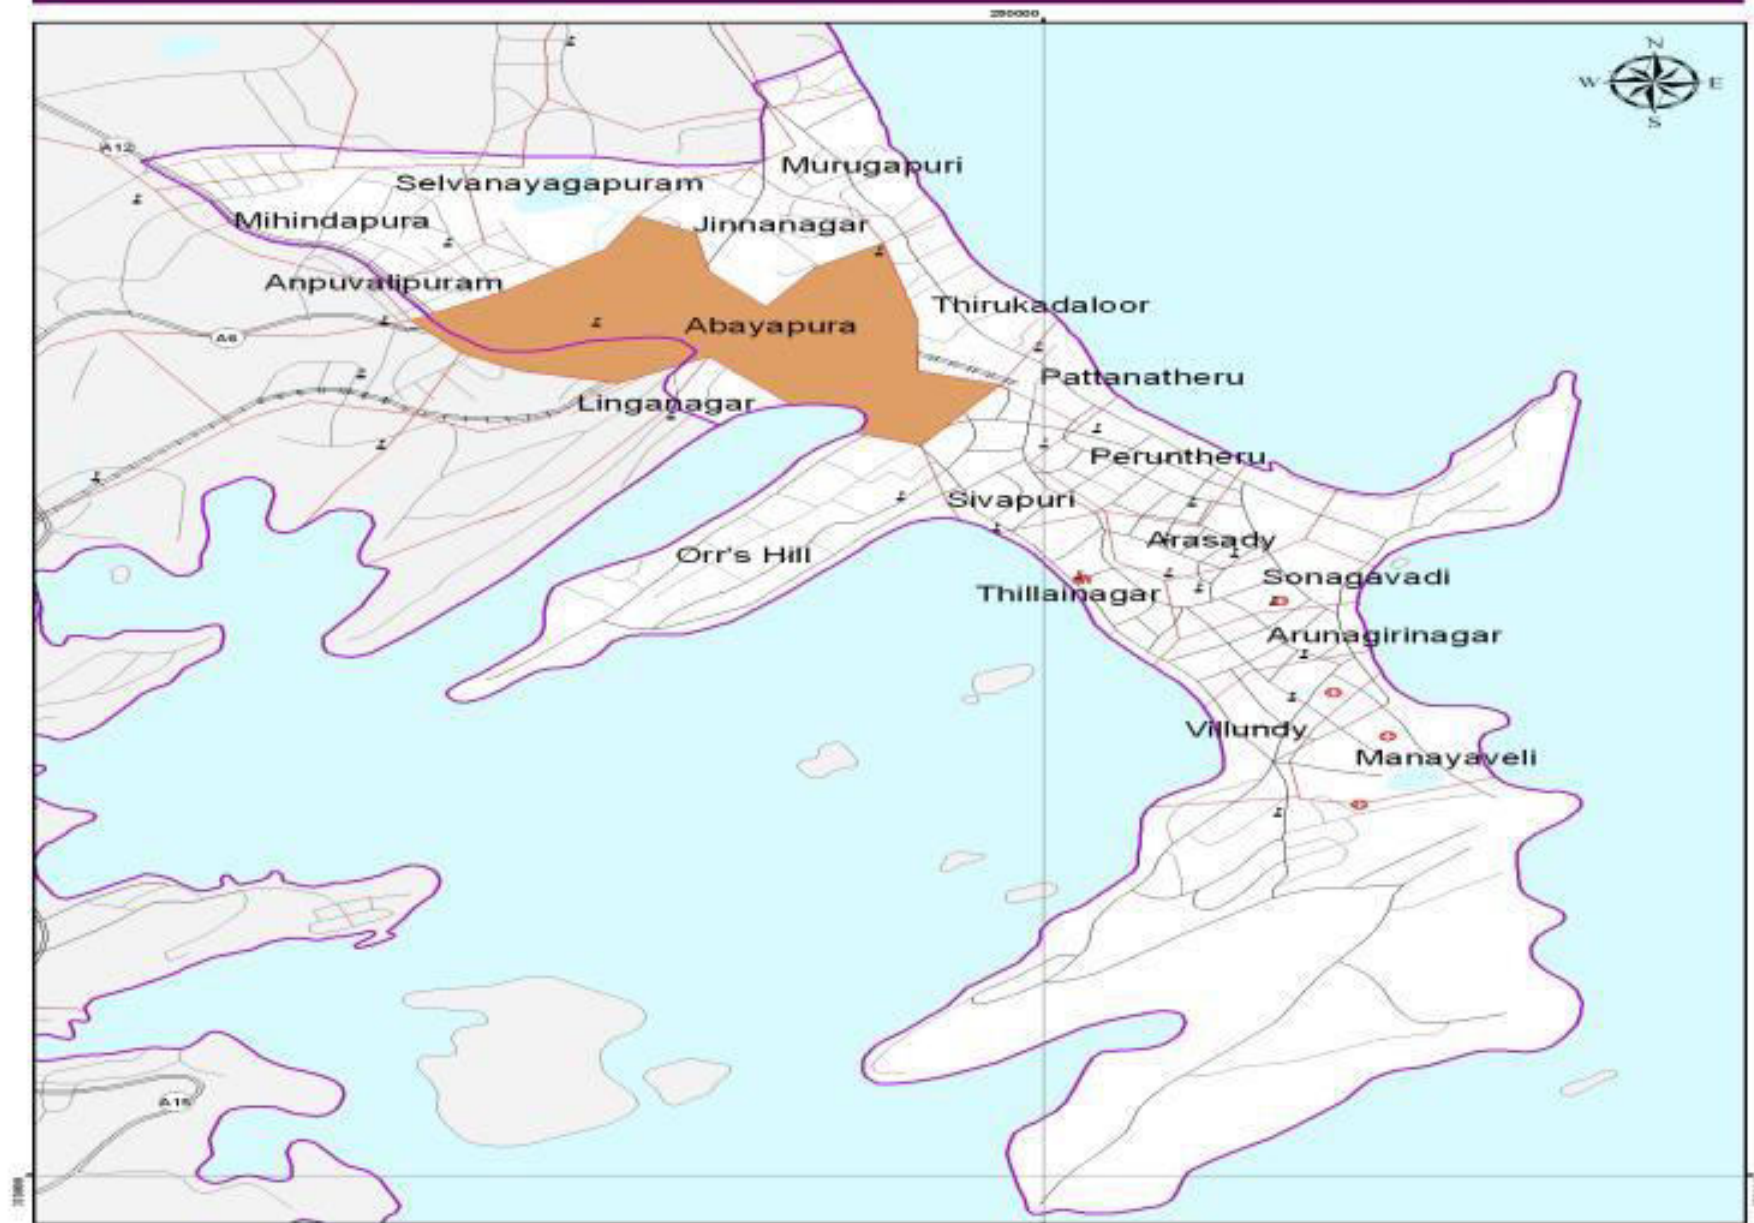 290000
N
W E
S
A12
Murugapuri
Selvanayagapuram
Mihindapura
Jinnanagar
Anpuvalipuram
Thirukadaloor
Abayapura
A6
Pattanatheru
Linganagar
Peruntheru
Sivapuri
Arasady
Orr's Hill
Sonagavadi
Thillainagar
Arunagirinagar
Villundy
Manayaveli
A15